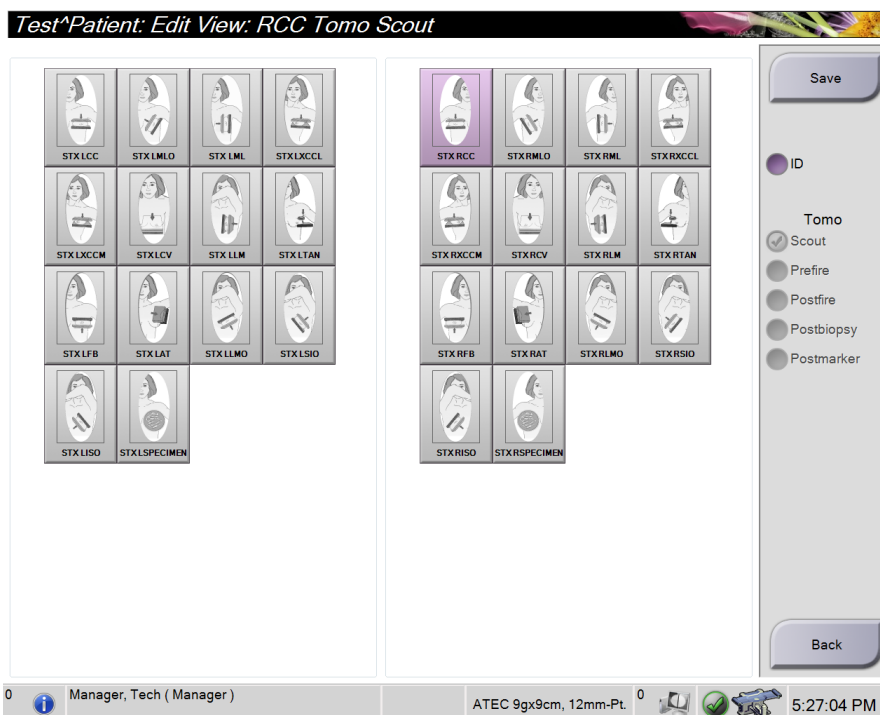 Test^Patient: Edit View: RCC Tomo Scout
STX LCC STX LMLO STX LML STX LXCCL
STX LXCCM STX LCV STX LLM STX LTAN
STX LFB STX LAT STX LLMO STX LSIO
STX LISO STX LSPECIMEN
STX RCC STX RMLO STX RML STX RXCCL
STX RXCCM STX RCV STX RLM STX RTAN
STX RFB STX RAT STX RLMO STX RSIO
STX RISO STX RSPECIMEN
Save
ID
Tomo
Scout
Prefire
Postfire
Postbiopsy
Postmarker
Back
0 Manager, Tech ( Manager ) ATEC 9gx9cm, 12mm-Pt. 0 5:27:04 PM